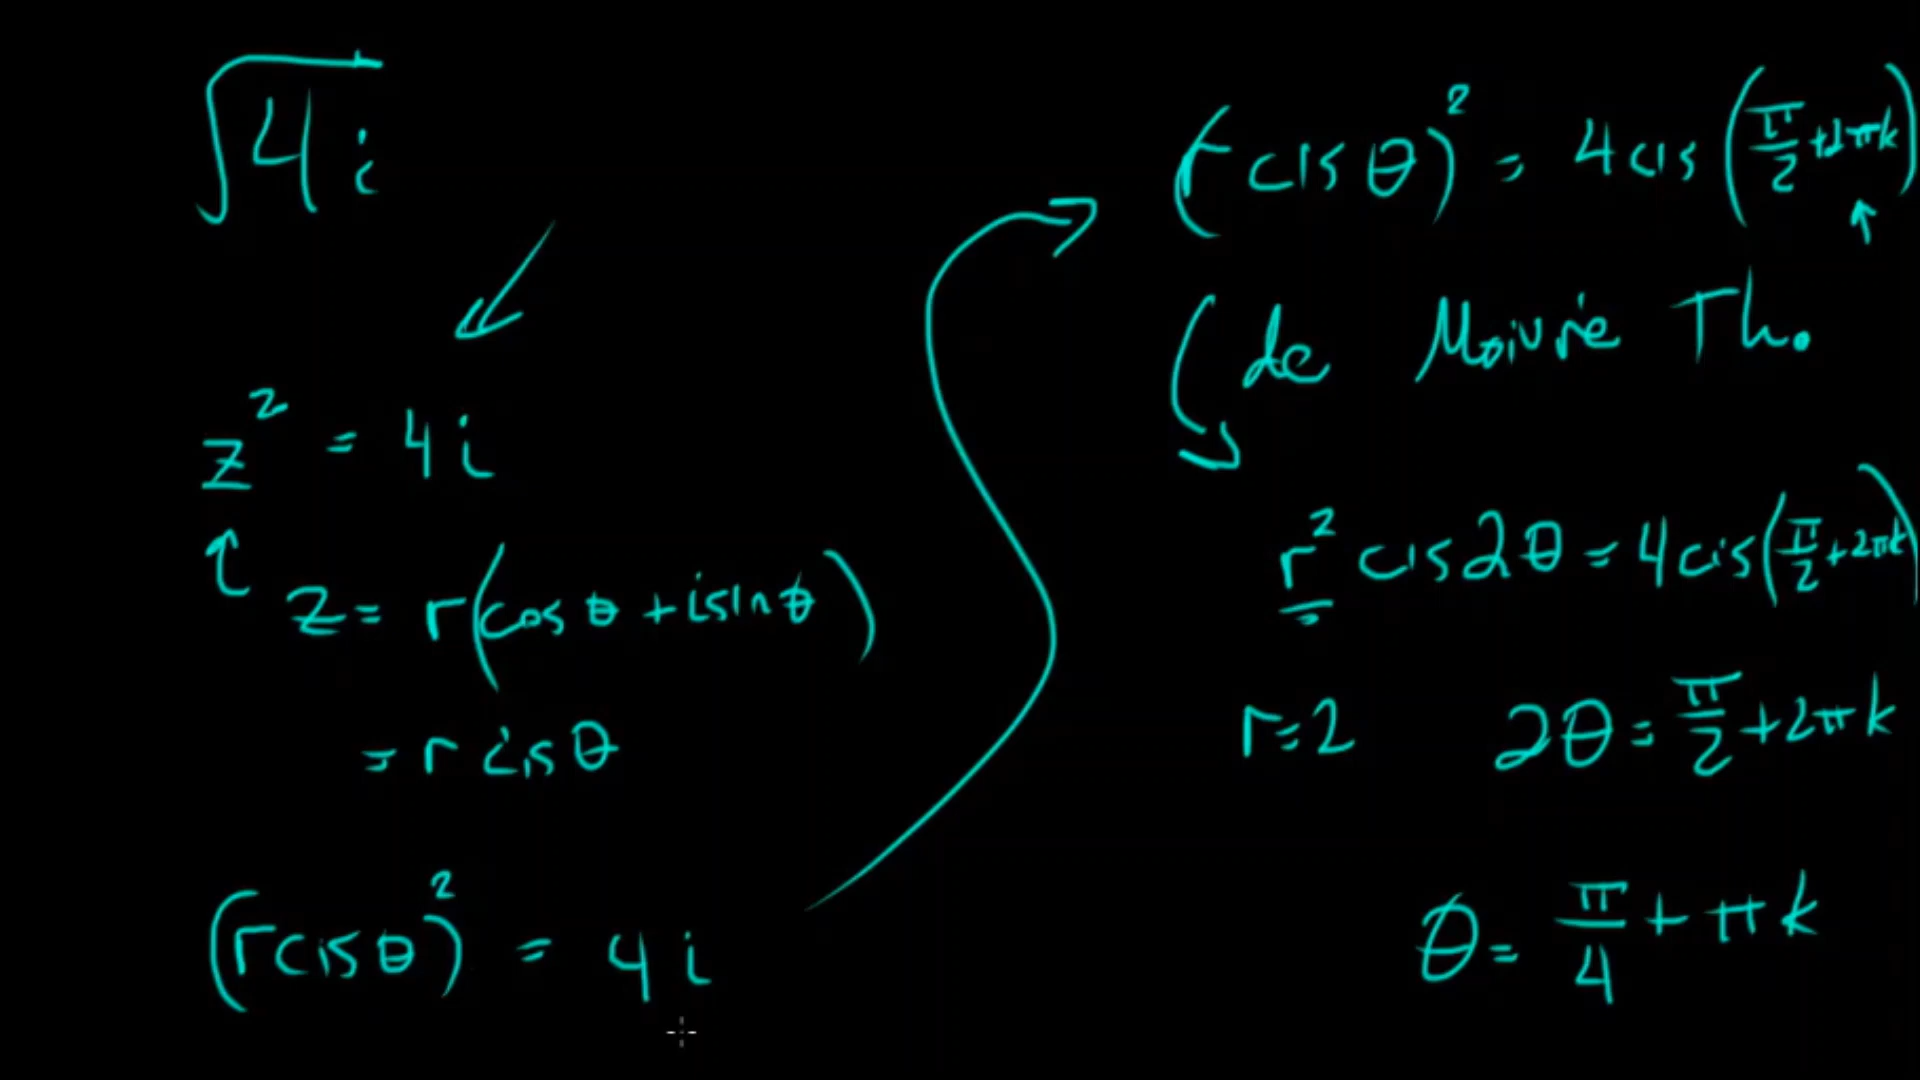 √4i
z² = 4i
z = r(cos θ + i sin θ)
= r cis θ
(r cis θ)² = 4i
(r cis θ)² = 4 cis (π/2 + 2πk)
de Moivre Th.
r² cis 2θ = 4 cis (π/2 + 2πk)
r = 2 2θ = π/2 + 2πk
θ = π/4 + πk